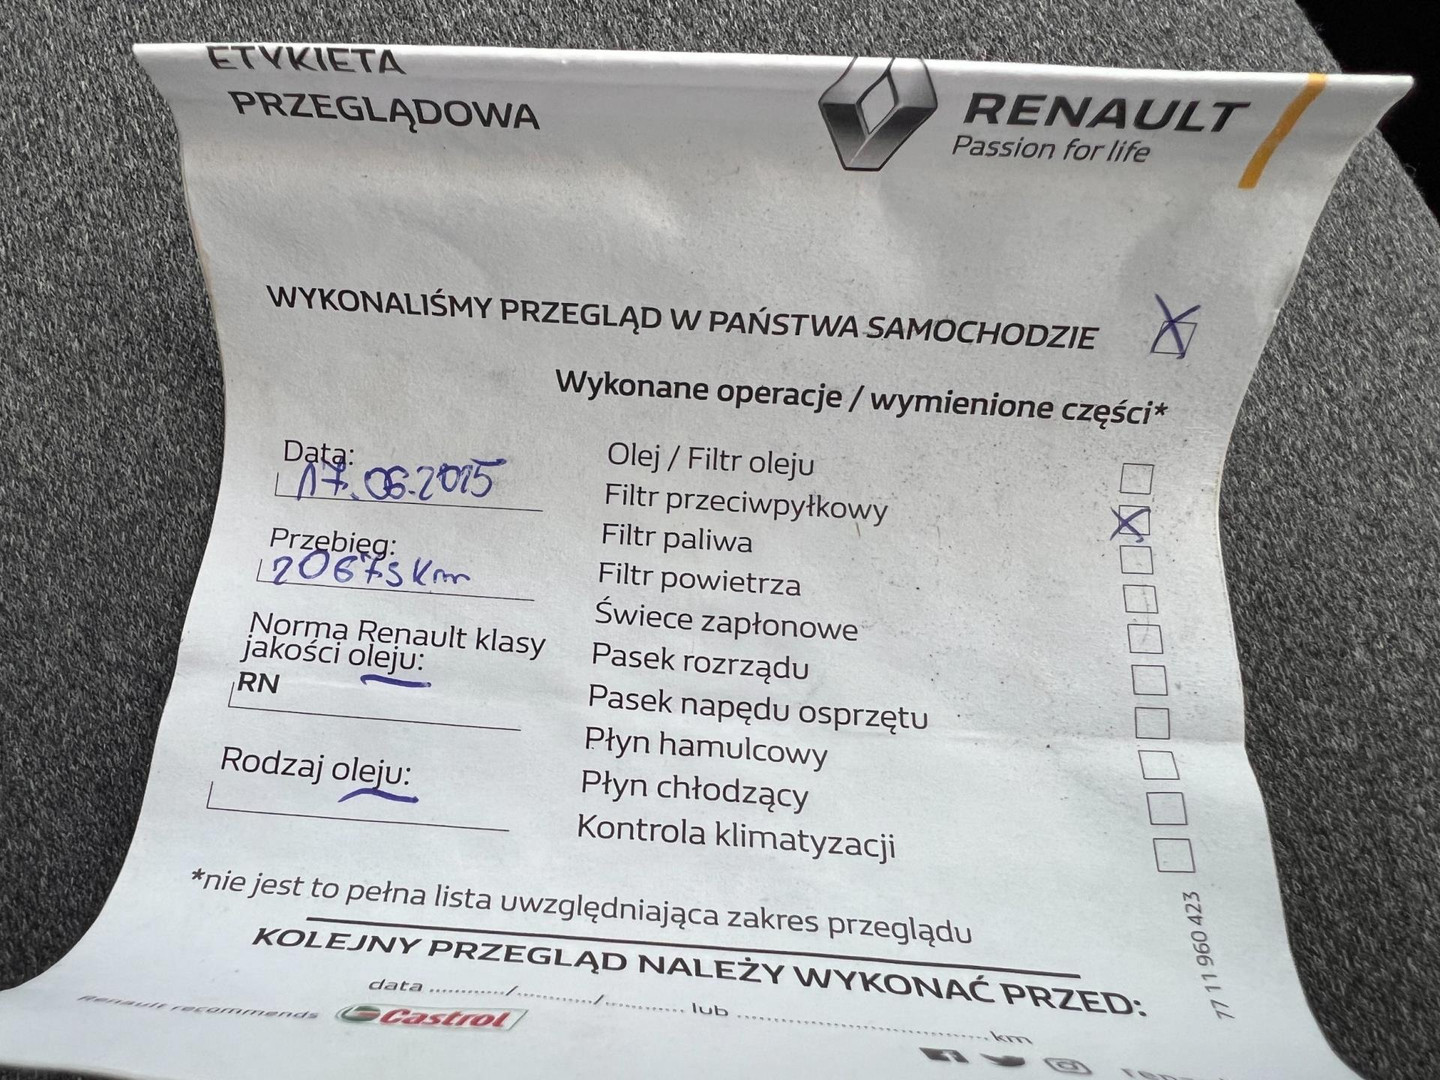 ETYKIETA
PRZEGLĄDOWA
RENAULT
Passion for life
WYKONALIŚMY PRZEGLĄD W PAŃSTWA SAMOCHODZIE
Wykonane operacje / wymienione części*
Data:
17.06.2015
Przebieg:
20675 km
Norma Renault klasy
jakości oleju:
RN
Rodzaj oleju:
Olej / Filtr oleju
Filtr przeciwpyłkowy
Filtr paliwa
Filtr powietrza
Świece zapłonowe
Pasek rozrządu
Pasek napędu osprzętu
Płyn hamulcowy
Płyn chłodzący
Kontrola klimatyzacji
77 11 960 423
*nie jest to pełna lista uwzględniająca zakres przeglądu
KOLEJNY PRZEGLĄD NALEŻY WYKONAĆ PRZED:
data ............/............/............ lub ........................................km
Renault recommends Castrol